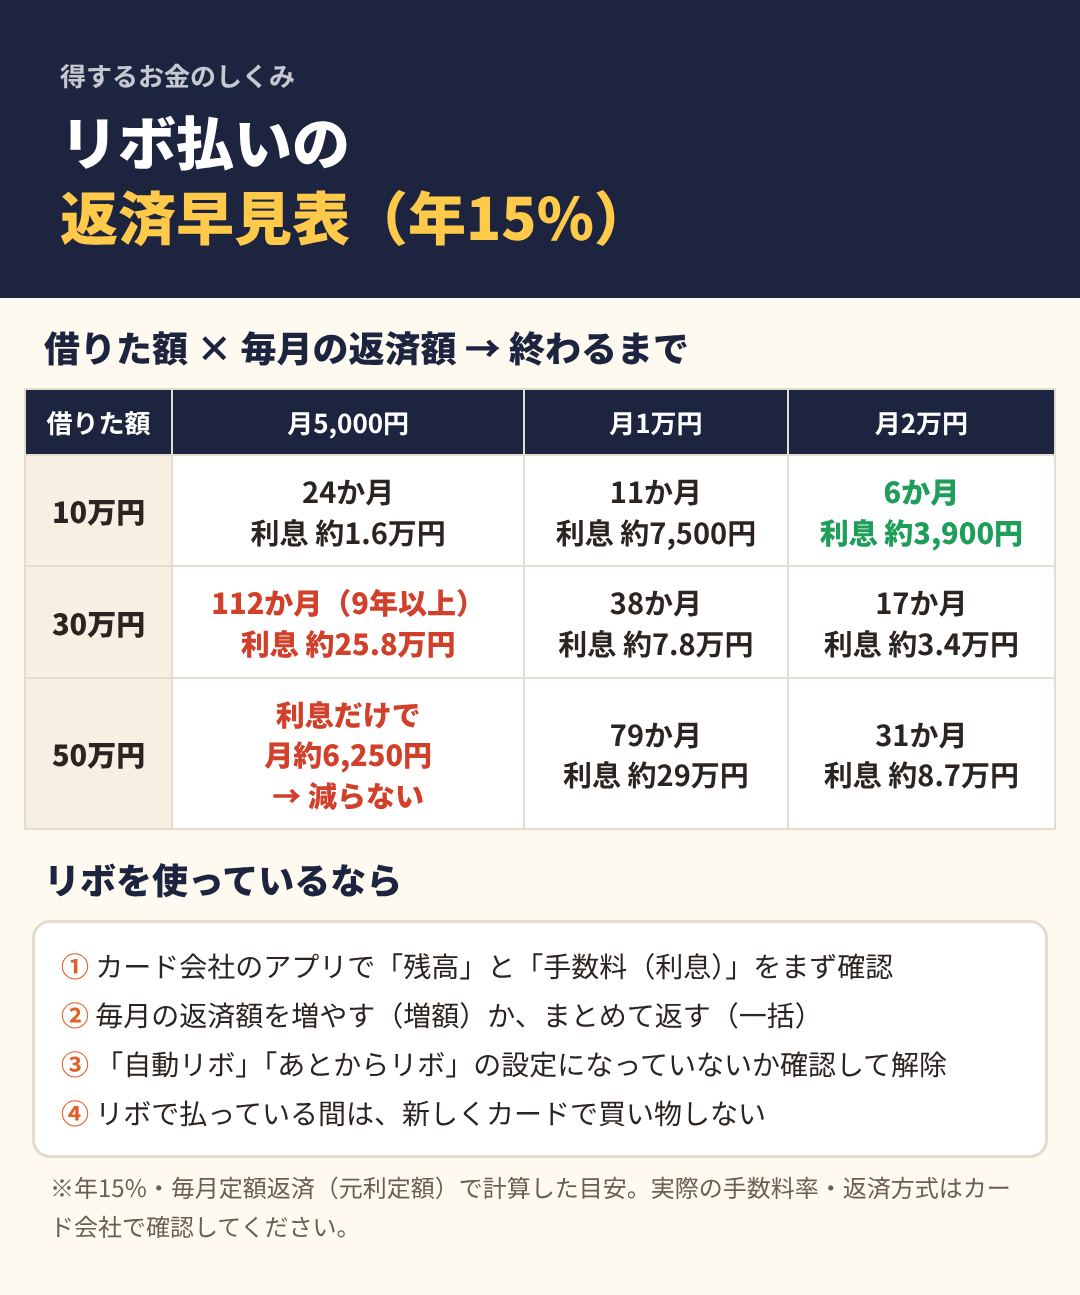 得するお金のしくみ
リボ払いの
返済早見表（年15%）
借りた額 × 毎月の返済額 → 終わるまで
借りた額 月5,000円 月1万円 月2万円
10万円
24か月
利息 約1.6万円
11か月
利息 約7,500円
6か月
利息 約3,900円
30万円
112か月（9年以上）
利息 約25.8万円
38か月
利息 約7.8万円
17か月
利息 約3.4万円
50万円
利息だけで
月約6,250円
→ 減らない
79か月
利息 約29万円
31か月
利息 約8.7万円
リボを使っているなら
① カード会社のアプリで「残高」と「手数料（利息）」をまず確認
② 毎月の返済額を増やす（増額）か、まとめて返す（一括）
③ 「自動リボ」「あとからリボ」の設定になっていないか確認して解除
④ リボで払っている間は、新しくカードで買い物しない
※年15%・毎月定額返済（元利定額）で計算した目安。実際の手数料率・返済方式はカー
ド会社で確認してください。